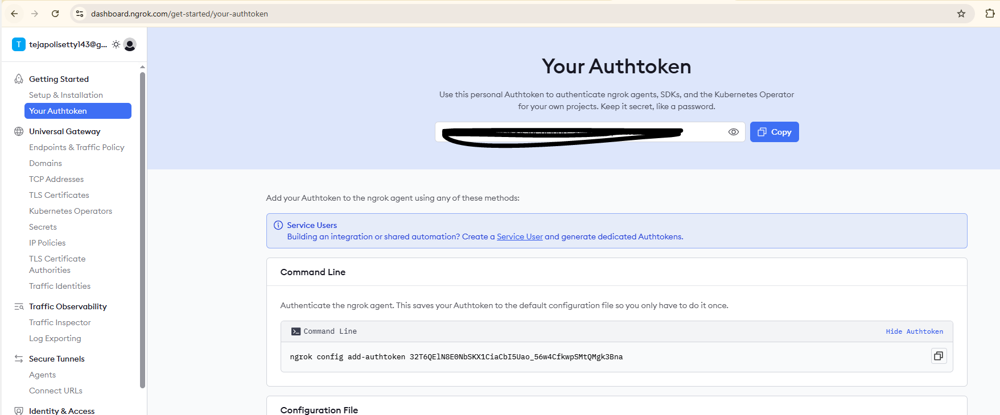 dashboard.ngrok.com/get-started/your-authtoken
T
tejapolisetty143@g...
Getting Started
Setup & Installation
Your Authtoken
Universal Gateway
Endpoints & Traffic Policy
Domains
TCP Addresses
TLS Certificates
Kubernetes Operators
Secrets
IP Policies
TLS Certificate
Authorities
Traffic Identities
Traffic Observability
Traffic Inspector
Log Exporting
Secure Tunnels
Agents
Connect URLs
Identity & Access
Your Authtoken
Use this personal Authtoken to authenticate ngrok agents, SDKs, and the Kubernetes Operator
for your own projects. Keep it secret, like a password.
Copy
Add your Authtoken to the ngrok agent using any of these methods:
Service Users
Building an integration or shared automation? Create a Service User and generate dedicated Authtokens.
Command Line
Authenticate the ngrok agent. This saves your Authtoken to the default configuration file so you only have to do it once.
Command Line
Hide Authtoken
ngrok config add-authtoken
Configuration File